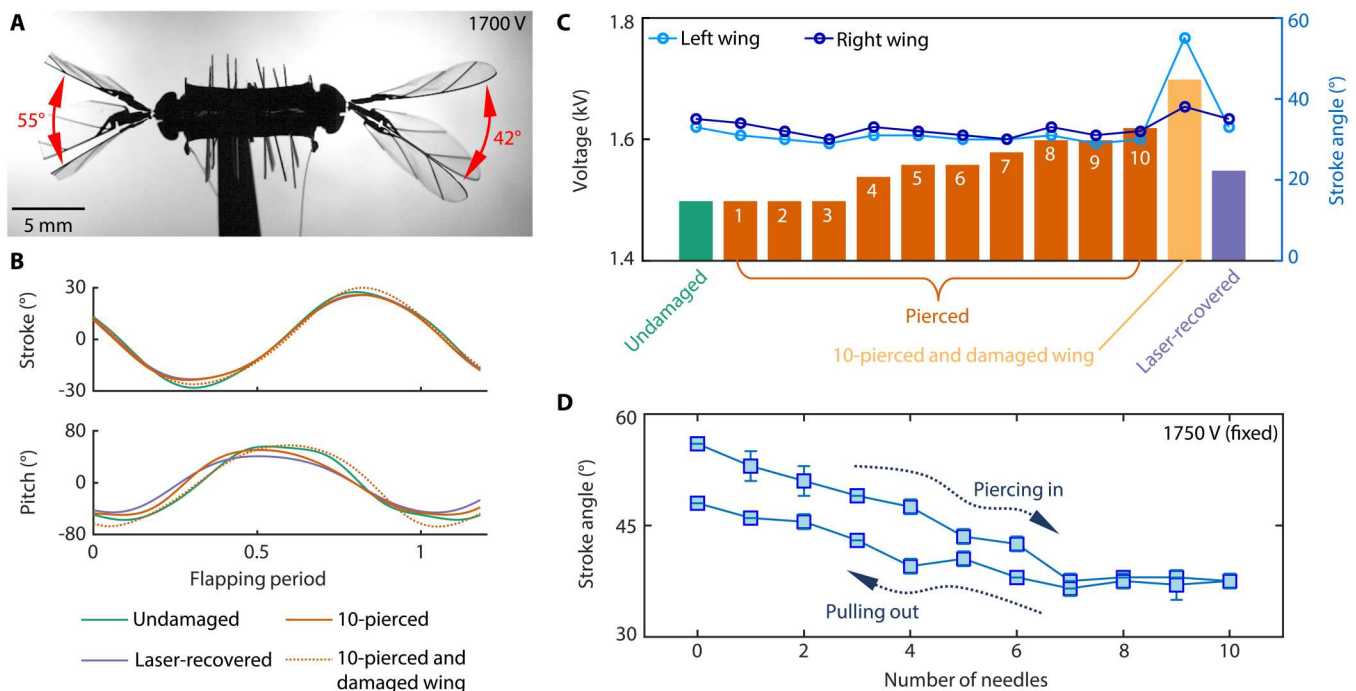 A
1700 V
55°
42°
5 mm
B
Stroke (°)
30
0
-30
Pitch (°)
80
0
-80
0
0.5
1
Flapping period
Undamaged
10-pierced
Laser-recovered
10-pierced and
damaged wing
C
Left wing
Right wing
Voltage (kV)
1.8
1.6
1.4
Stroke angle (°)
60
40
20
0
1
2
3
4
5
6
7
8
9
10
Undamaged
Pierced
10-pierced and damaged wing
Laser-recovered
D
1750 V (fixed)
Stroke angle (°)
60
45
30
Piercing in
Pulling out
0
2
4
6
8
10
Number of needles